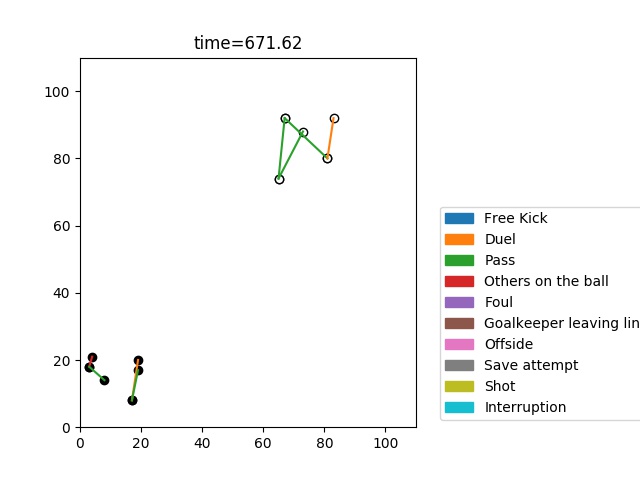 time=671.62
100
80
60
40
20
0
0 20 40 60 80 100
Free Kick
Duel
Pass
Others on the ball
Foul
Goalkeeper leaving lin
Offside
Save attempt
Shot
Interruption